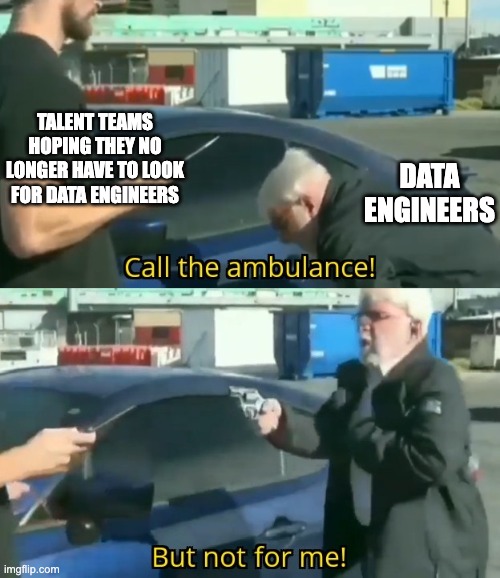 TALENT TEAMS
HOPING THEY NO
LONGER HAVE TO LOOK
FOR DATA ENGINEERS
DATA
ENGINEERS
Call the ambulance!
But not for me!
imgflip.com